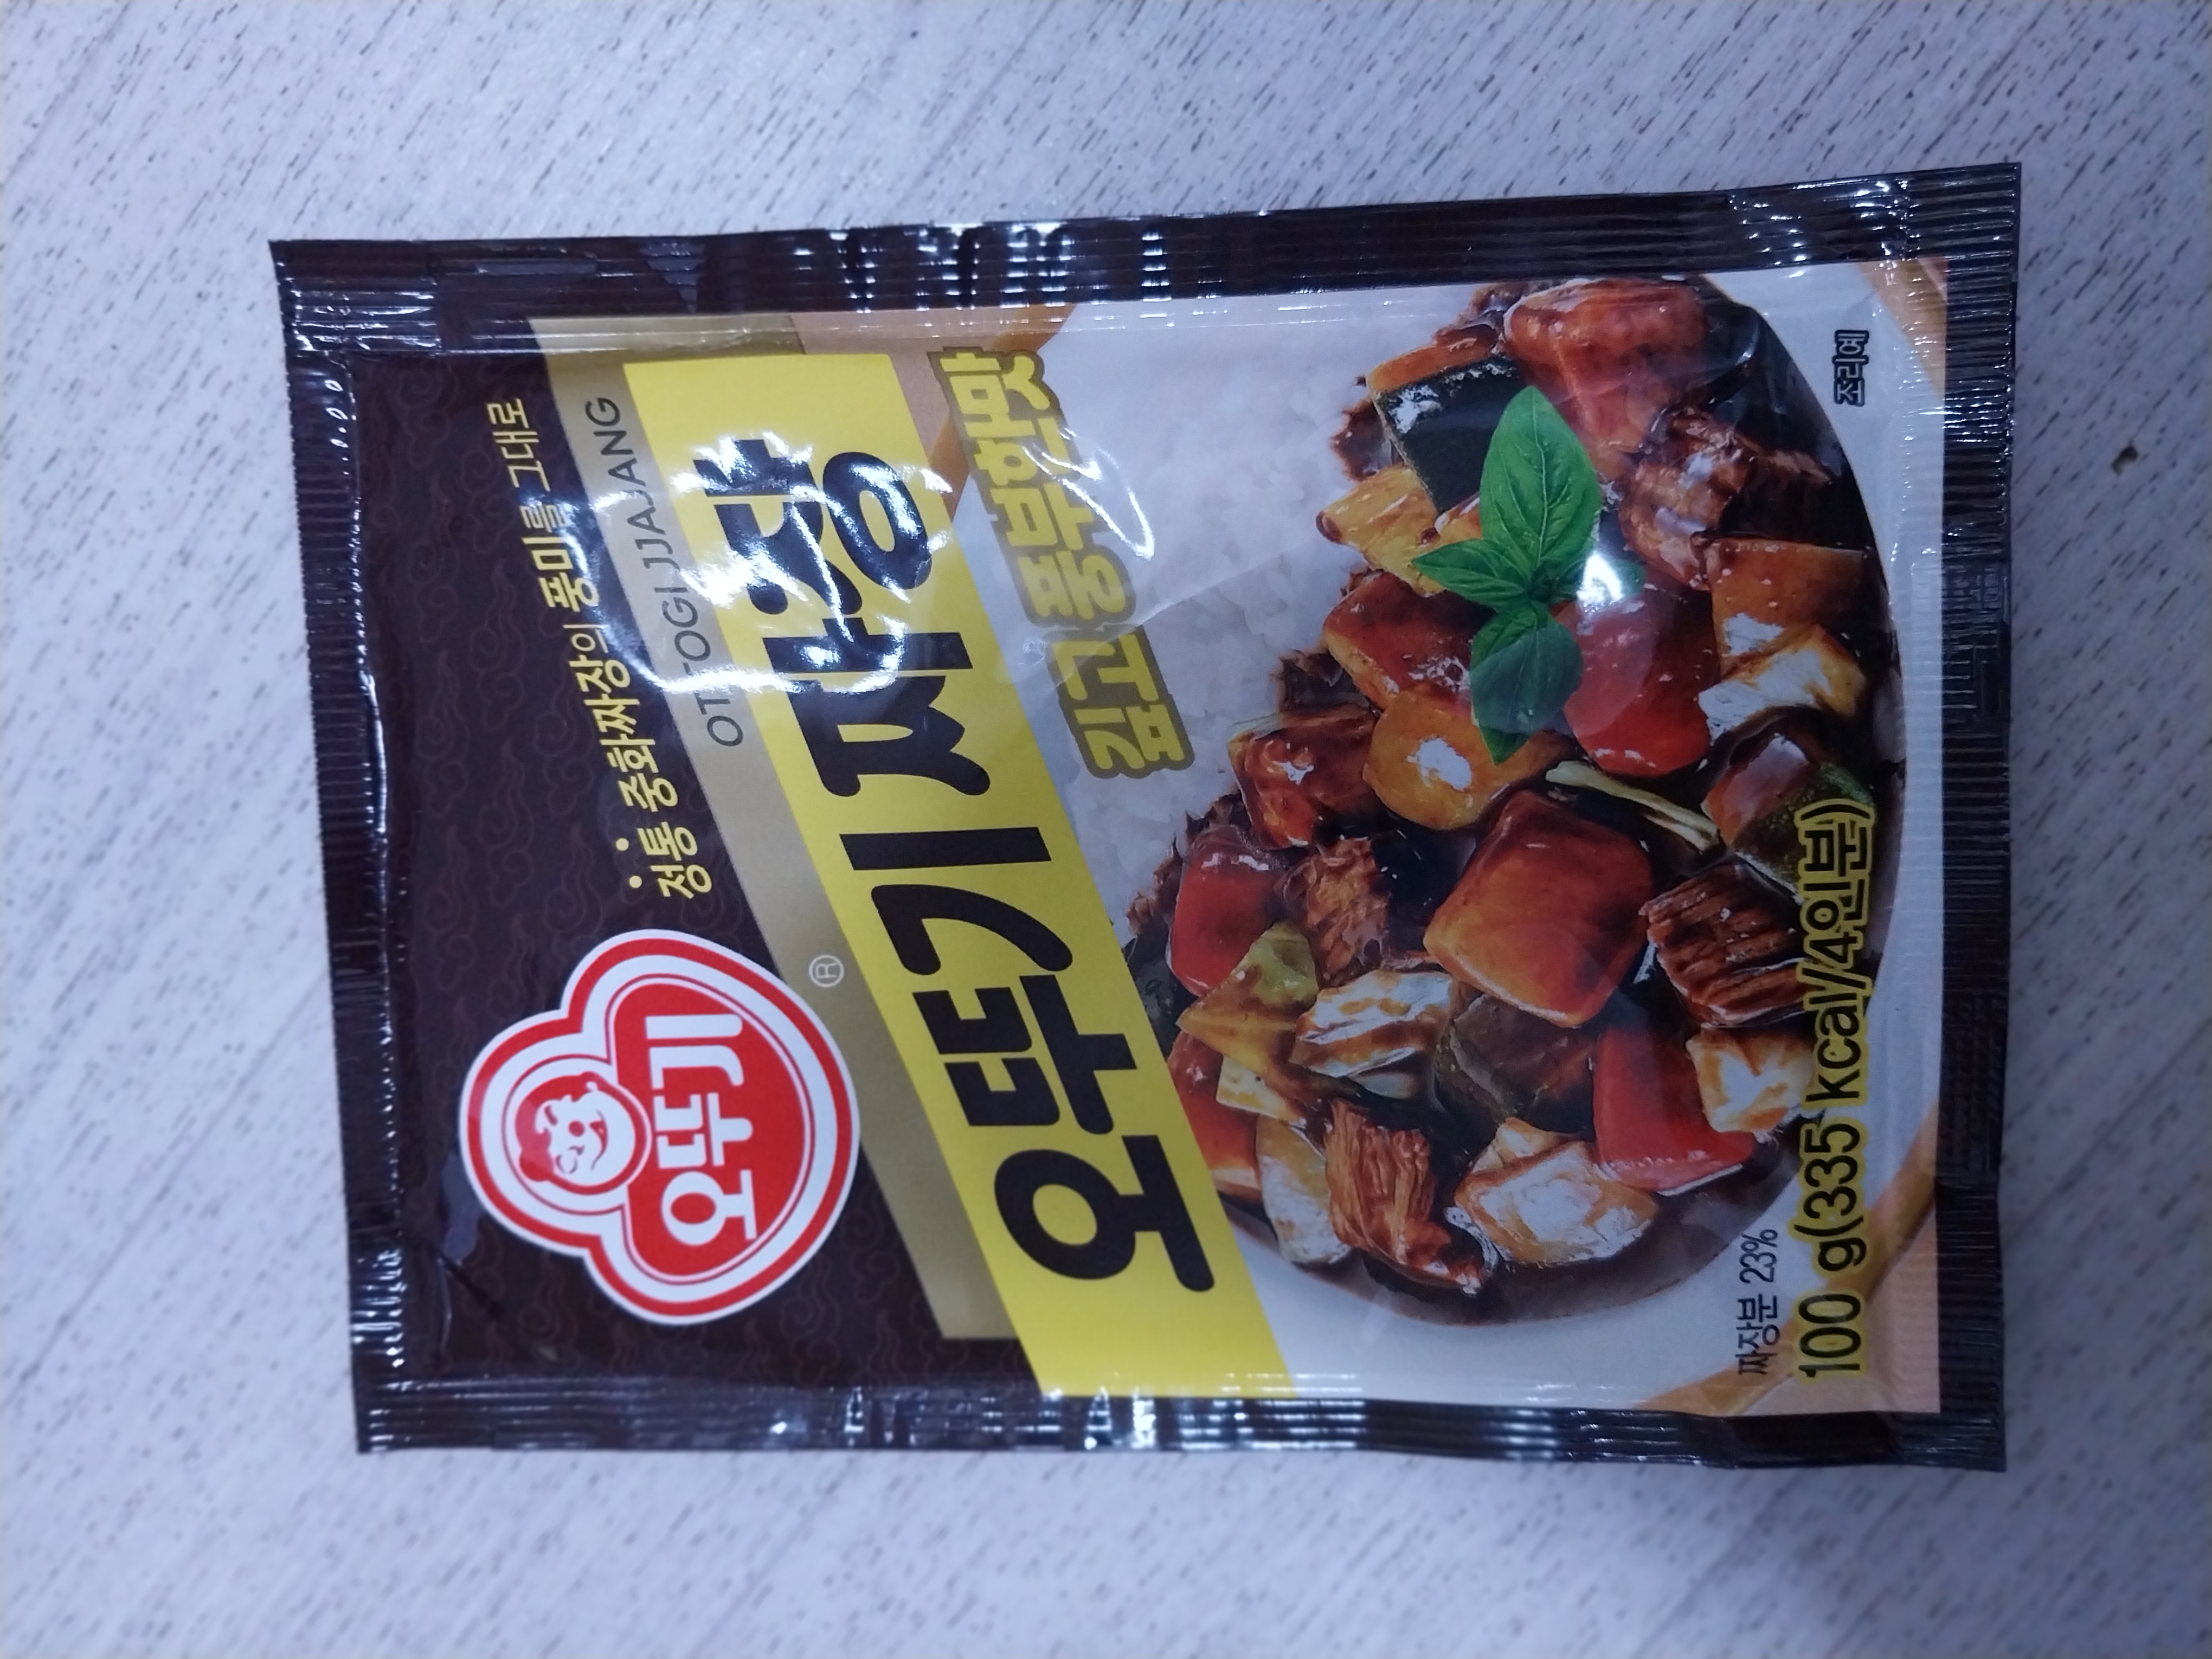 오뚜기
®
정통 중화짜장의 풍미를 그대로
OTTOGI JJAJANG
오뚜기 짜장
깊고 풍부한 맛
짜장분 23%
100 g(335 kcal/4인분)
조리예